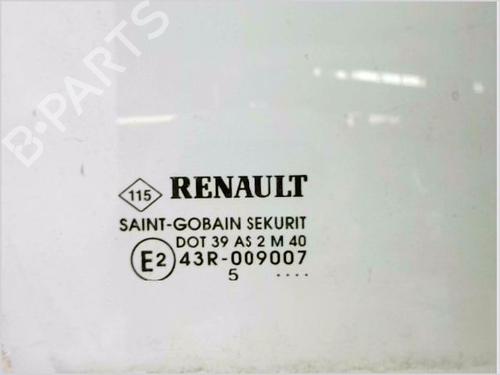 B-PARTS
115 RENAULT
SAINT-GOBAIN SEKURIT
DOT 39 AS 2 M 40
E2 43R-009007
5 ....